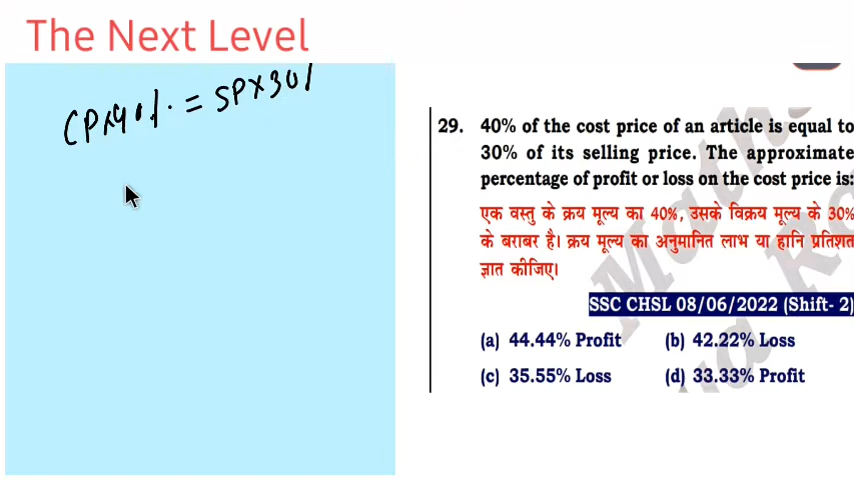 The Next Level
CP×40%. = SP×30%
29. 40% of the cost price of an article is equal to
30% of its selling price. The approximate
percentage of profit or loss on the cost price is:
एक वस्तु के क्रय मूल्य का 40%, उसके विक्रय मूल्य के 30%
के बराबर है। क्रय मूल्य का अनुमानित लाभ या हानि प्रतिशत
ज्ञात कीजिए।
SSC CHSL 08/06/2022 (Shift- 2)
(a) 44.44% Profit (b) 42.22% Loss
(c) 35.55% Loss (d) 33.33% Profit